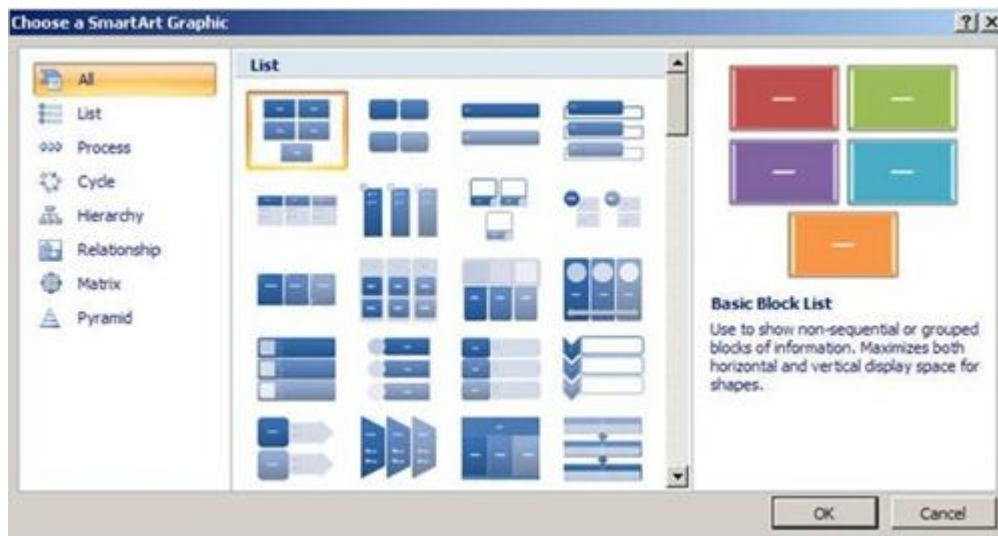 Choose a SmartArt Graphic
All
List
Process
Cycle
Hierarchy
Relationship
Matrix
Pyramid
List
Basic Block List
Use to show non-sequential or grouped
blocks of information. Maximizes both
horizontal and vertical display space for
shapes.
OK
Cancel